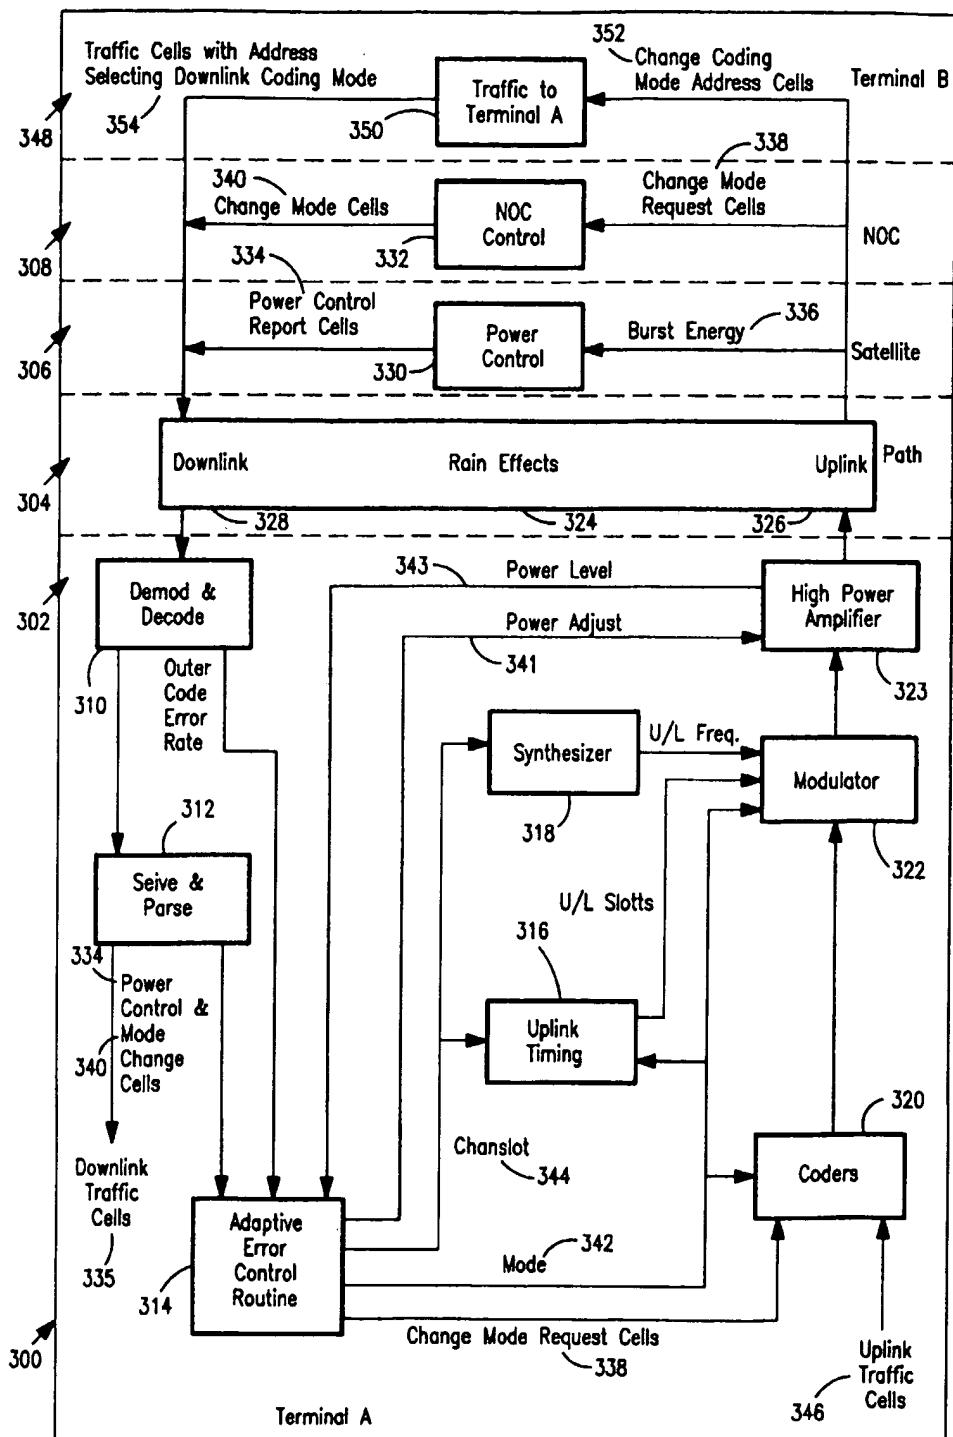 Traffic Cells with Address
Selecting Downlink Coding Mode
354
348
Traffic to
Terminal A
350
352
Change Coding
Mode Address Cells
Terminal B
340
Change Mode Cells
NOC
Control
332
338
Change Mode
Request Cells
NOC
308
334
Power Control
Report Cells
Power
Control
330
Burst Energy
336
Satellite
306
Downlink
Rain Effects
Uplink
Path
304
328
324
326
302
Demod &
Decode
310
Outer
Code
Error
Rate
343
Power Level
Power Adjust
341
High Power
Amplifier
323
Synthesizer
318
U/L Freq.
Modulator
322
312
Seive &
Parse
U/L Slotts
316
Uplink
Timing
334
Power
Control &
Mode
Change
Cells
340
Downlink
Traffic
Cells
335
Chanslot
344
320
Coders
Adaptive
Error
Control
Routine
314
Mode
342
Change Mode Request Cells
338
300
Uplink
Traffic
Cells
346
Terminal A